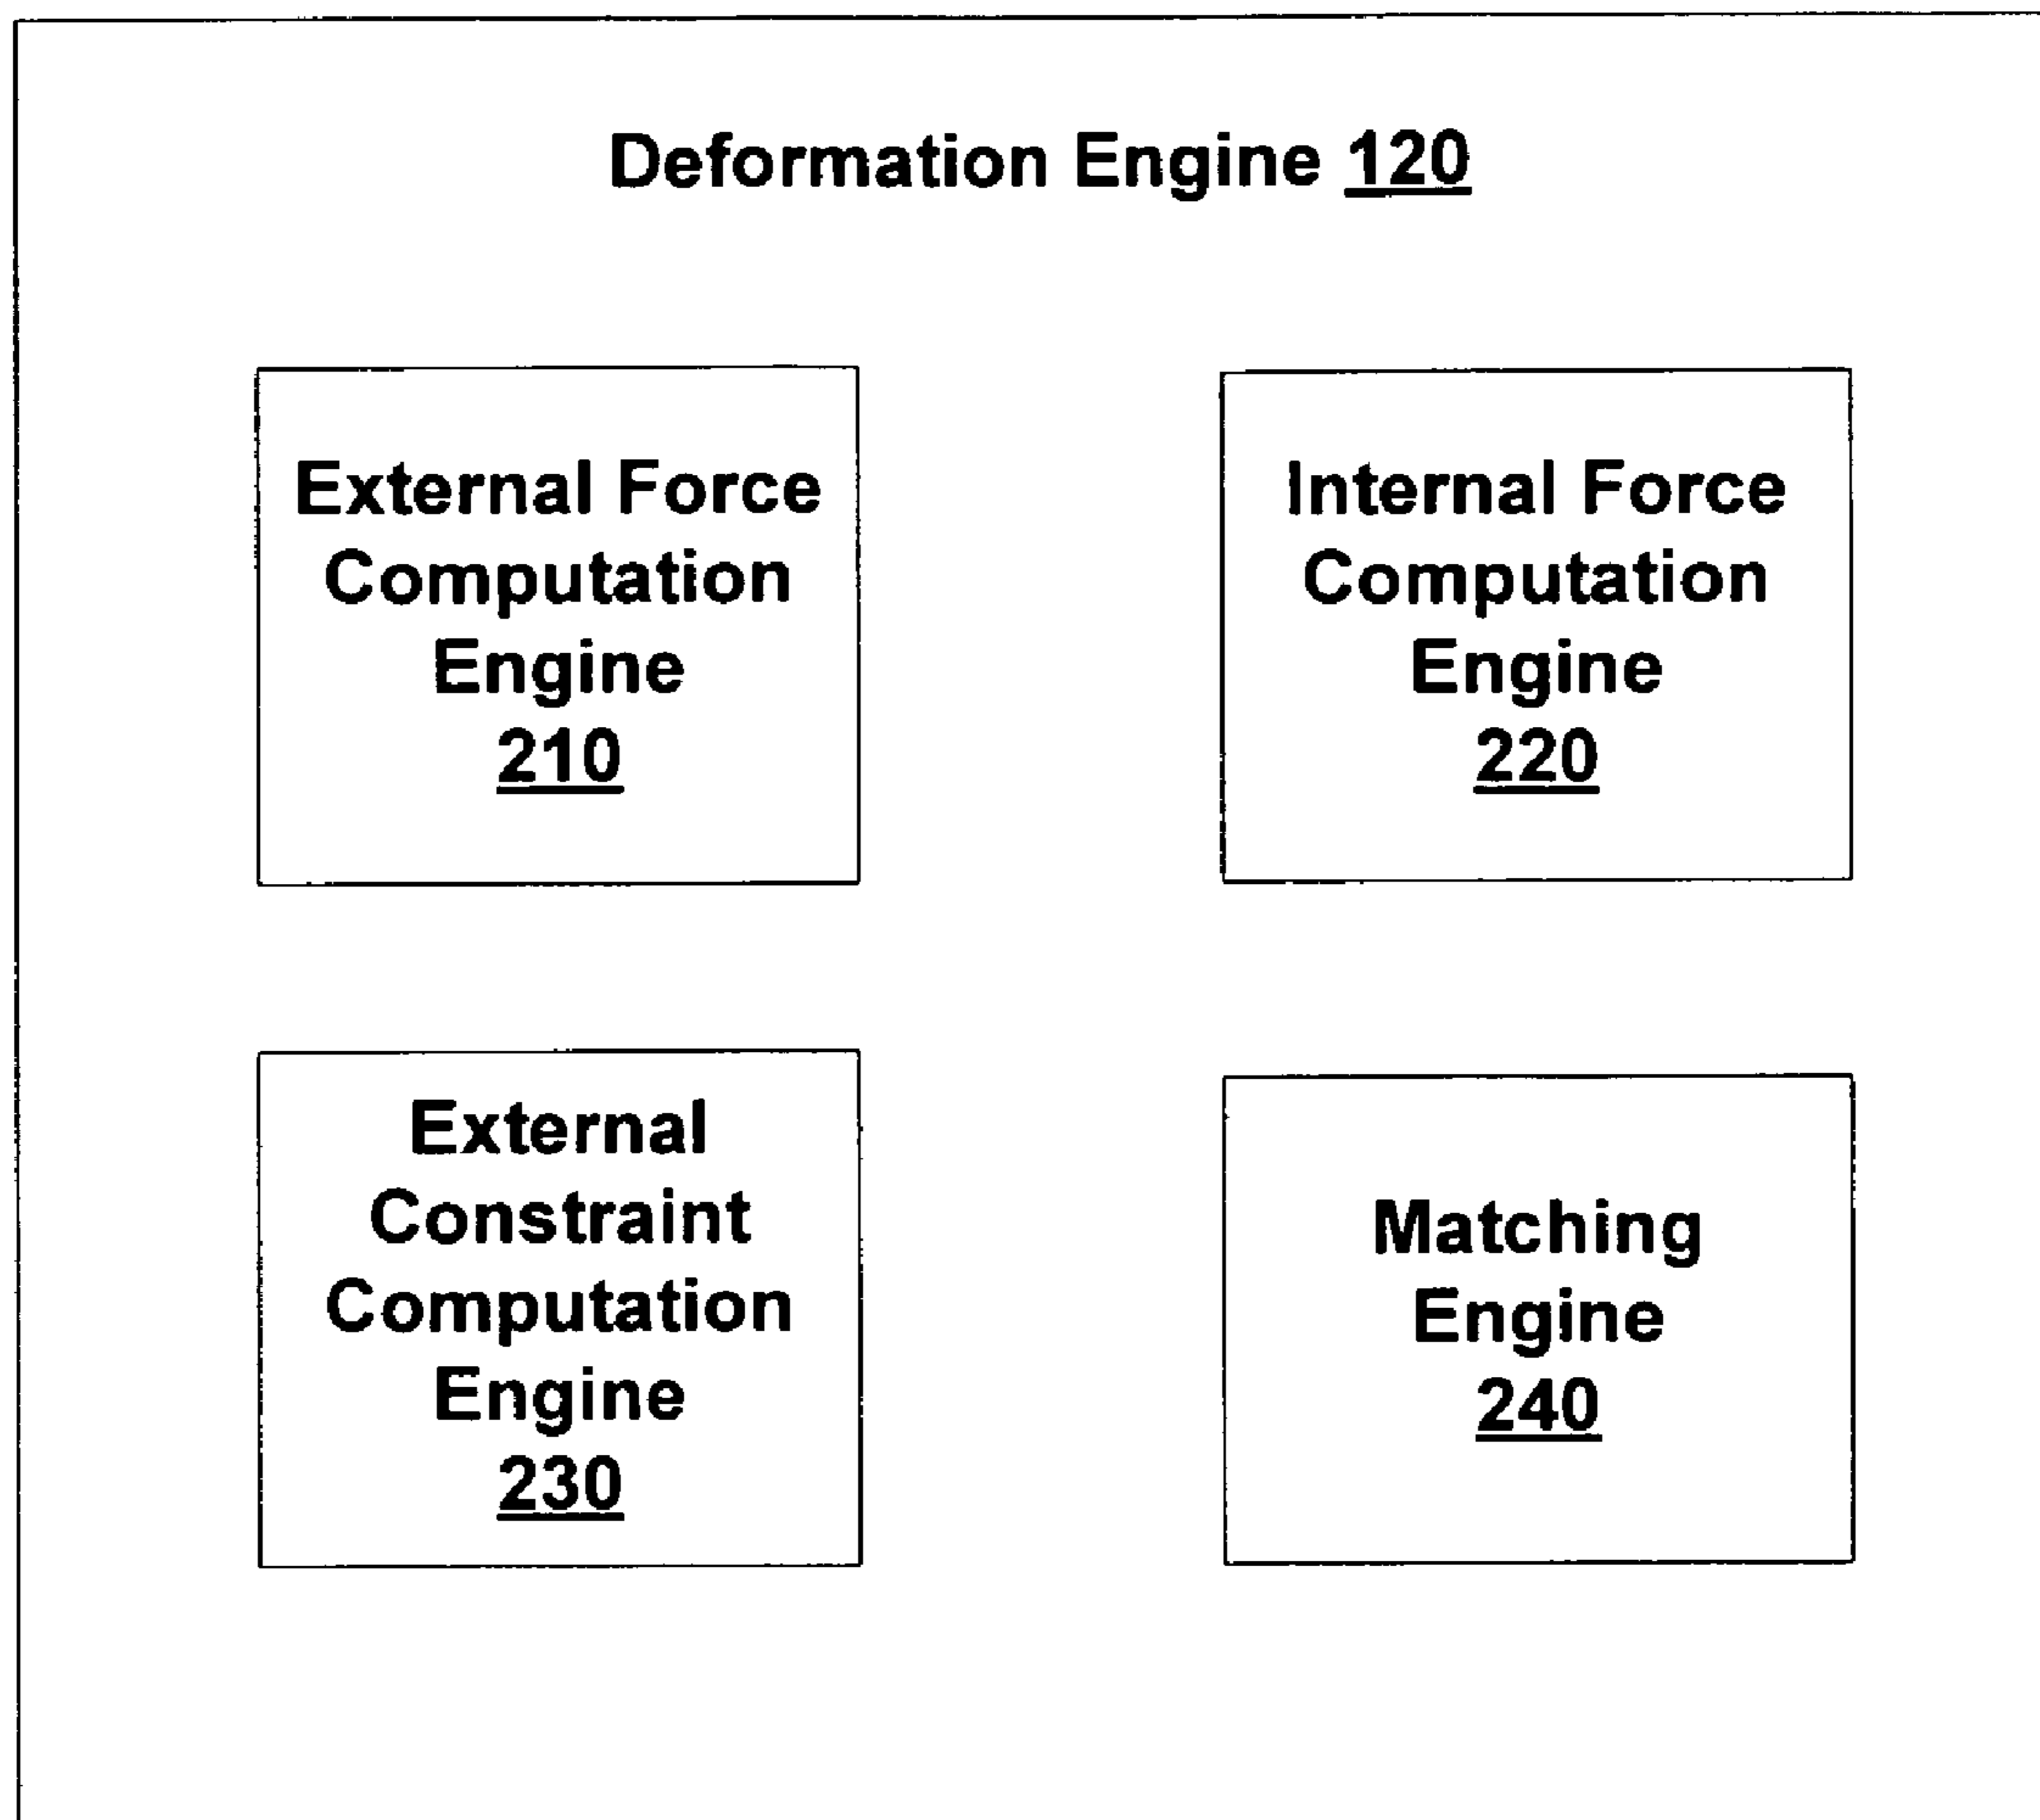 Deformation Engine 120
External Force
Computation
Engine
210
Internal Force
Computation
Engine
220
External
Constraint
Computation
Engine
230
Matching
Engine
240